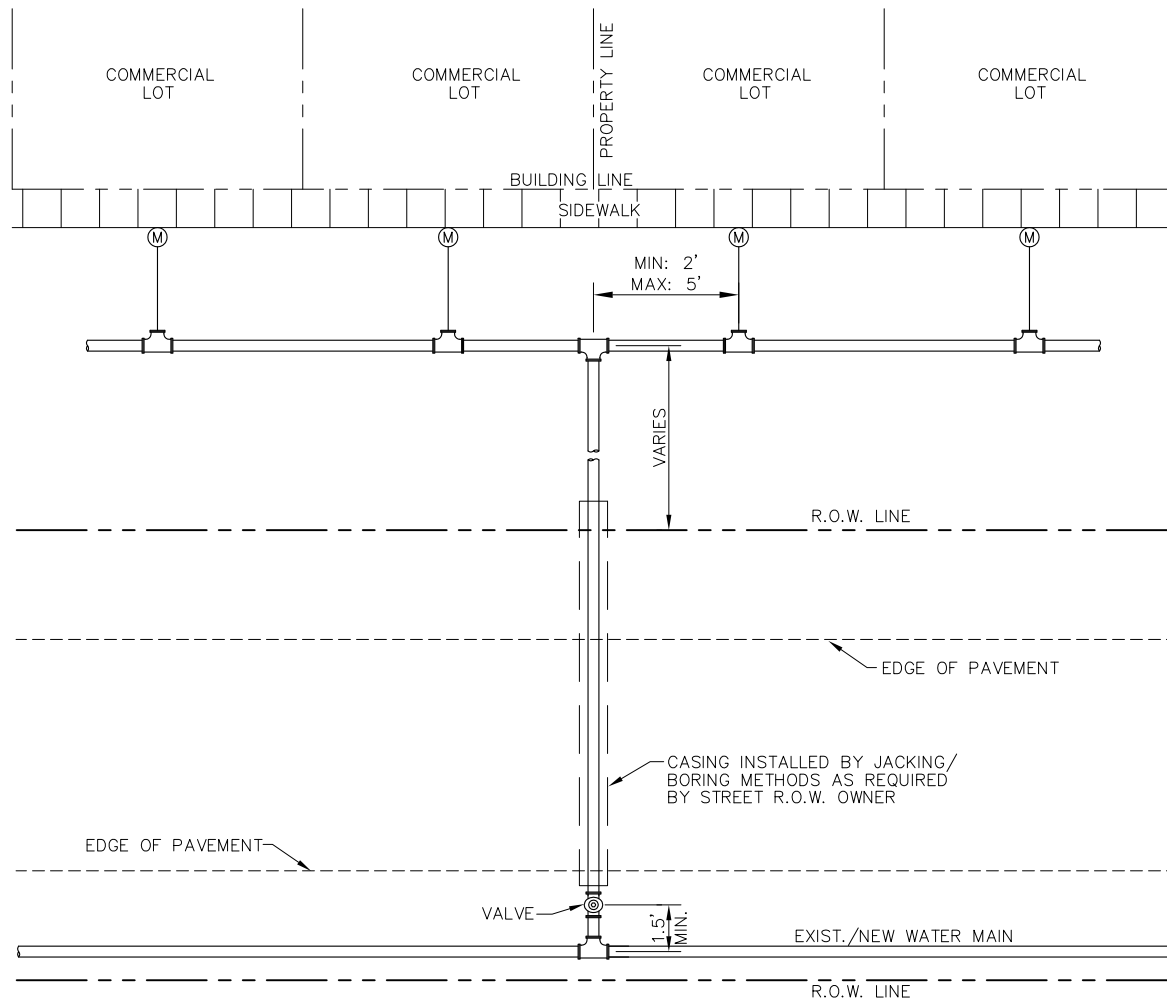 COMMERCIAL
LOT
COMMERCIAL
LOT
PROPERTY LINE
COMMERCIAL
LOT
COMMERCIAL
LOT
BUILDING LINE
SIDEWALK
M
M
M
M
MIN: 2'
MAX: 5'
VARIES
R.O.W. LINE
EDGE OF PAVEMENT
CASING INSTALLED BY JACKING/
BORING METHODS AS REQUIRED
BY STREET R.O.W. OWNER
EDGE OF PAVEMENT
VALVE
1.5'
MIN.
EXIST./NEW WATER MAIN
R.O.W. LINE